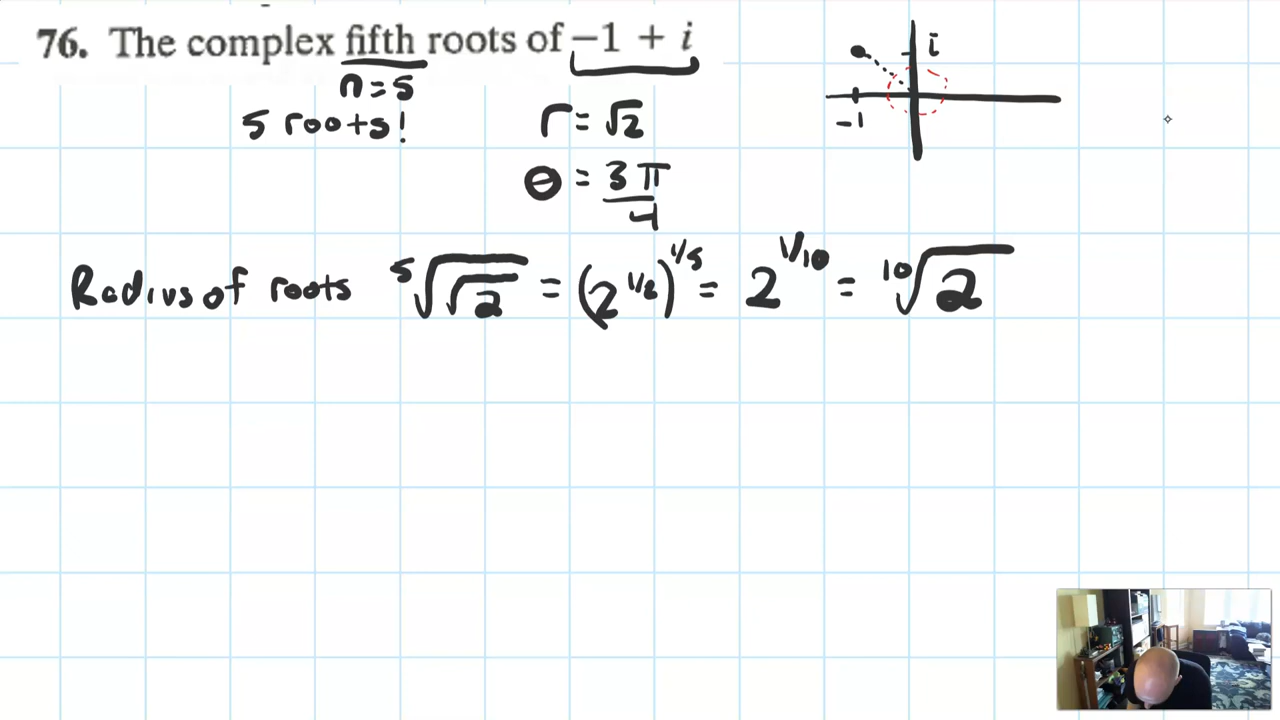 76. The complex fifth roots of −1 + i
n=5
5 roots!
r = √2
θ = 3π/4
i
-1
Radius of roots ⁵√√2 = (2^1/2)^1/5 = 2^1/10 = ¹⁰√2